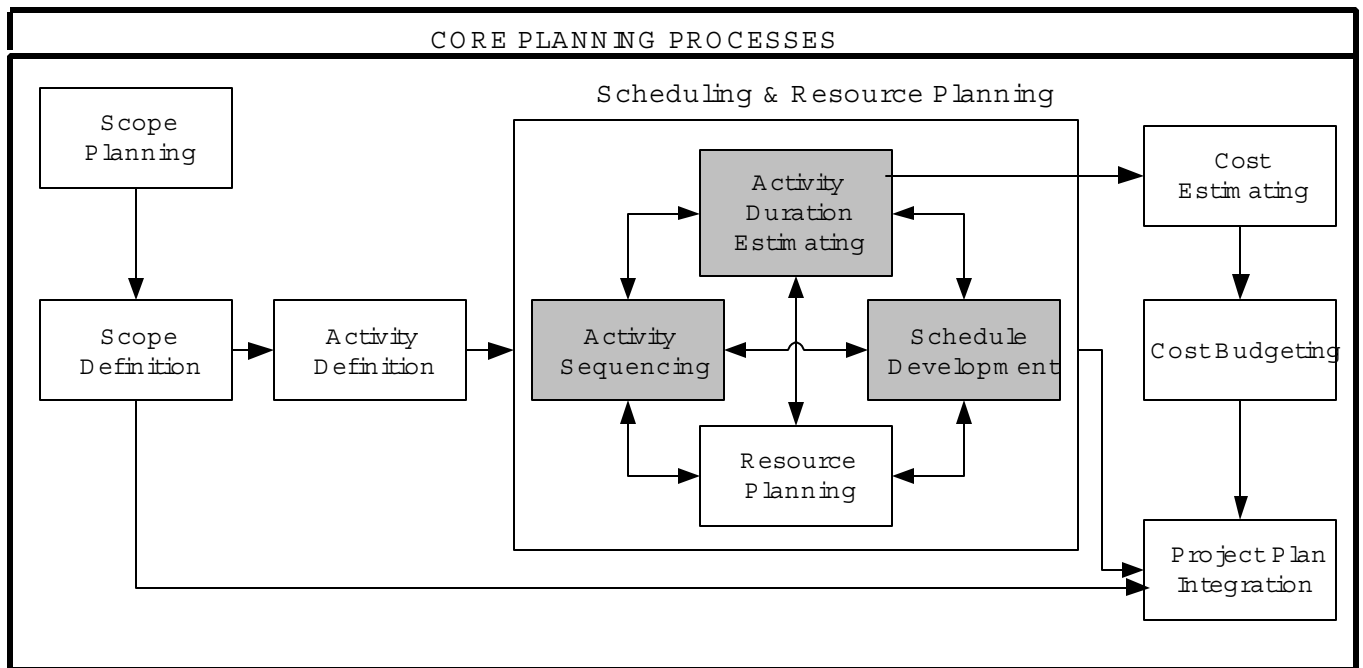 CORE PLANNING PROCESSES
Scheduling & Resource Planning
Scope
Planning
Activity
Duration
Estimating
Cost
Estimating
Scope
Definition
Activity
Definition
Activity
Sequencing
Schedule
Development
Cost Budgeting
Resource
Planning
Project Plan
Integration